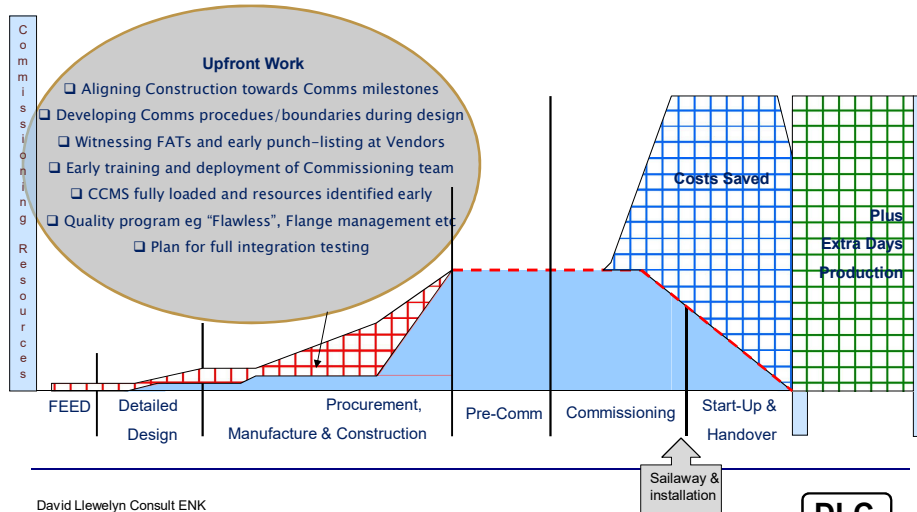 Commissioning Resources
Upfront Work
❑ Aligning Construction towards Comms milestones
❑ Developing Comms procedues/boundaries during design
❑ Witnessing FATs and early punch-listing at Vendors
❑ Early training and deployment of Commissioning team
❑ CCMS fully loaded and resources identified early
❑ Quality program eg “Flawless”, Flange management etc
❑ Plan for full integration testing
Costs Saved
Plus
Extra Days
Production
FEED
Detailed
Design
Procurement,
Manufacture & Construction
Pre-Comm
Commissioning
Start-Up &
Handover
Sailaway &
installation
David Llewelyn Consult ENK
DLC